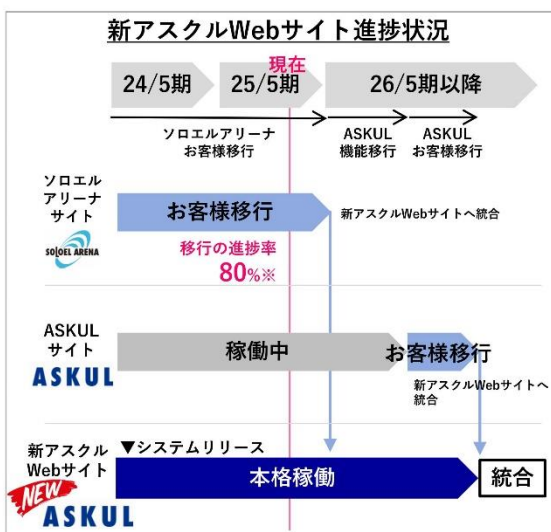 新アスクルWebサイト進捗状況
現在
24/5期
25/5期
26/5期以降
ソロエルアリーナ
お客様移行
ASKUL
機能移行
ASKUL
お客様移行
ソロエル
アリーナ
サイト
SOLOEL ARENA
お客様移行
新アスクルWebサイトへ統合
移行の進捗率
80%※
ASKUL
サイト
ASKUL
稼働中
お客様移行
新アスクルWebサイトへ
統合
新アスクル
Webサイト
NEW
ASKUL
▼システムリリース
本格稼働
統合